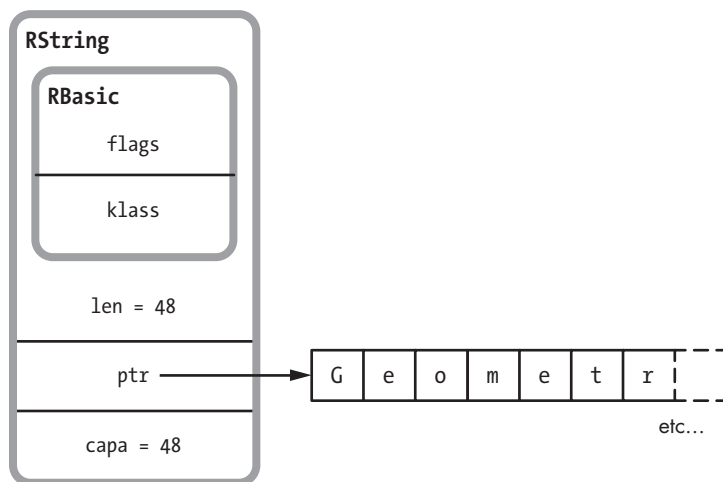 RString
RBasic
flags
klass
len = 48
ptr
G e o m e t r
etc...
capa = 48